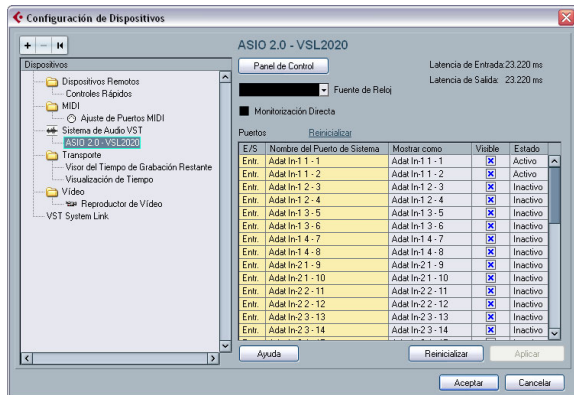 Configuración de Dispositivos
Dispositivos
Dispositivos Remotos
Controles Rápidos
MIDI
Ajuste de Puertos MIDI
Sistema de Audio VST
ASIO 2.0 - VSL2020
Transporte
Visor del Tiempo de Grabación Restante
Visualización de Tiempo
Vídeo
Reproductor de Vídeo
VST System Link
ASIO 2.0 - VSL2020
Panel de Control
Latencia de Entrada: 23.220 ms
Latencia de Salida: 23.220 ms
Fuente de Reloj
Monitorización Directa
Puertos Reinicializar
E/S Nombre del Puerto de Sistema Mostrar como Visible Estado
Entr. Adat In-1 1 - 1 Adat In-1 1 - 1 Activo
Entr. Adat In-1 1 - 2 Adat In-1 1 - 2 Activo
Entr. Adat In-1 2 - 3 Adat In-1 2 - 3 Inactivo
Entr. Adat In-1 2 - 4 Adat In-1 2 - 4 Inactivo
Entr. Adat In-1 3 - 5 Adat In-1 3 - 5 Inactivo
Entr. Adat In-1 3 - 6 Adat In-1 3 - 6 Inactivo
Entr. Adat In-1 4 - 7 Adat In-1 4 - 7 Inactivo
Entr. Adat In-1 4 - 8 Adat In-1 4 - 8 Inactivo
Entr. Adat In-2 1 - 9 Adat In-2 1 - 9 Inactivo
Entr. Adat In-2 1 - 10 Adat In-2 1 - 10 Inactivo
Entr. Adat In-2 2 - 11 Adat In-2 2 - 11 Inactivo
Entr. Adat In-2 2 - 12 Adat In-2 2 - 12 Inactivo
Entr. Adat In-2 3 - 13 Adat In-2 3 - 13 Inactivo
Entr. Adat In-2 3 - 14 Adat In-2 3 - 14 Inactivo
Ayuda Reinicializar Aplicar
Aceptar Cancelar